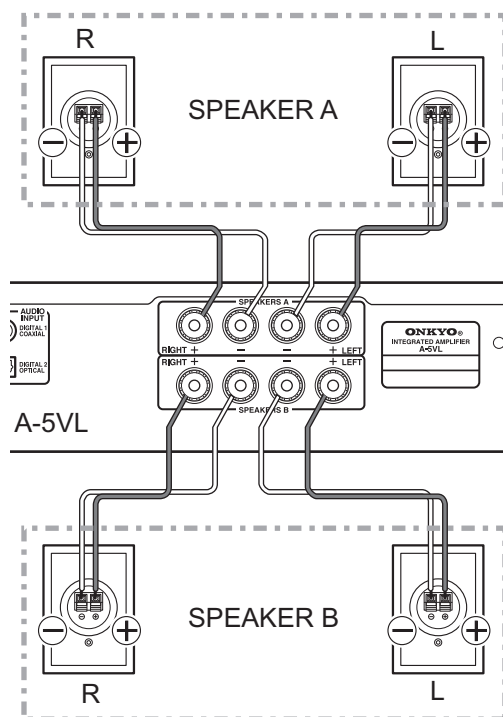 R L
SPEAKER A
− + − +
SPEAKERS A
AUDIO
INPUT
DIGITAL 1
COAXIAL
DIGITAL 2
OPTICAL
RIGHT + − − + LEFT
RIGHT + − − + LEFT
SPEAKERS B
ONKYO®
INTEGRATED AMPLIFIER
A-5VL
A-5VL
SPEAKER B
− + − +
− + − +
R L